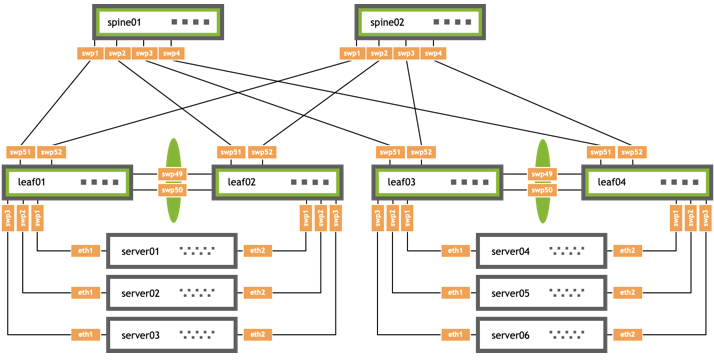 spine01 spine02
swp1 swp2 swp3 swp4 swp1 swp2 swp3 swp4
swp51 swp52 swp51 swp52 swp51 swp52 swp51 swp52
swp49 swp49
leaf01 leaf02 leaf03 leaf04
swp50 swp50
swp3 swp2 swp1 swp1 swp2 swp3 swp3 swp2 swp1 swp1 swp2 swp3
eth1 server01 eth2 eth1 server04 eth2
eth1 server02 eth2 eth1 server05 eth2
eth1 server03 eth2 eth1 server06 eth2